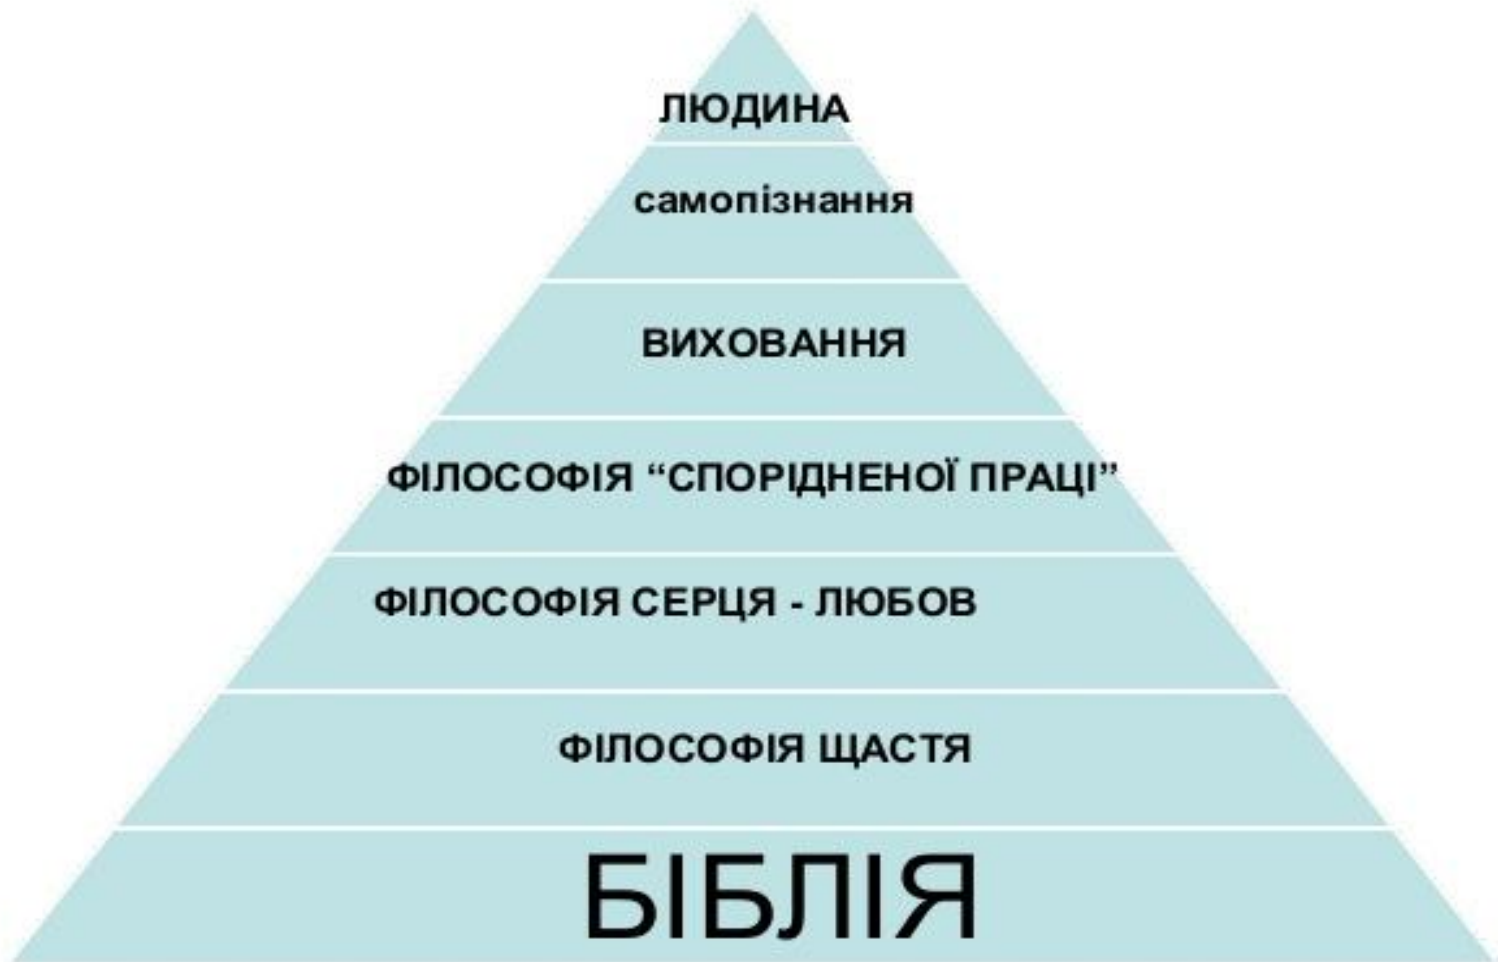 ЛЮДИНА
самопізнання
ВИХОВАННЯ
ФІЛОСОФІЯ “СПОРІДНЕНОЇ ПРАЦІ”
ФІЛОСОФІЯ СЕРЦЯ - ЛЮБОВ
ФІЛОСОФІЯ ЩАСТЯ
БІБЛІЯ